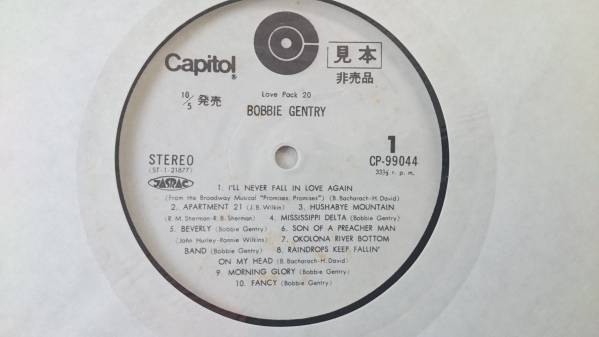 Capitol®
見本
非売品
10/5 発売
Love Pack 20
BOBBIE GENTRY
STEREO
(ST-1-21877)
JASRAC
1
CP-99044
33⅓ r. p. m.
1. I'LL NEVER FALL IN LOVE AGAIN
(From the Broadway Musical "Promises, Promises") (B. Bacharach-H. David)
2. APARTMENT 21 (J. B. Wilkin) 3. HUSHABYE MOUNTAIN
(R. M. Sherman-R. B. Sherman) 4. MISSISSIPPI DELTA (Bobbie Gentry)
5. BEVERLY (Bobbie Gentry) 6. SON OF A PREACHER MAN
(John Hurley-Ronnie Wilkins) 7. OKOLONA RIVER BOTTOM
BAND (Bobbie Gentry) 8. RAINDROPS KEEP FALLIN'
ON MY HEAD (B. Bacharach-H. David)
9. MORNING GLORY (Bobbie Gentry)
10. FANCY (Bobbie Gentry)